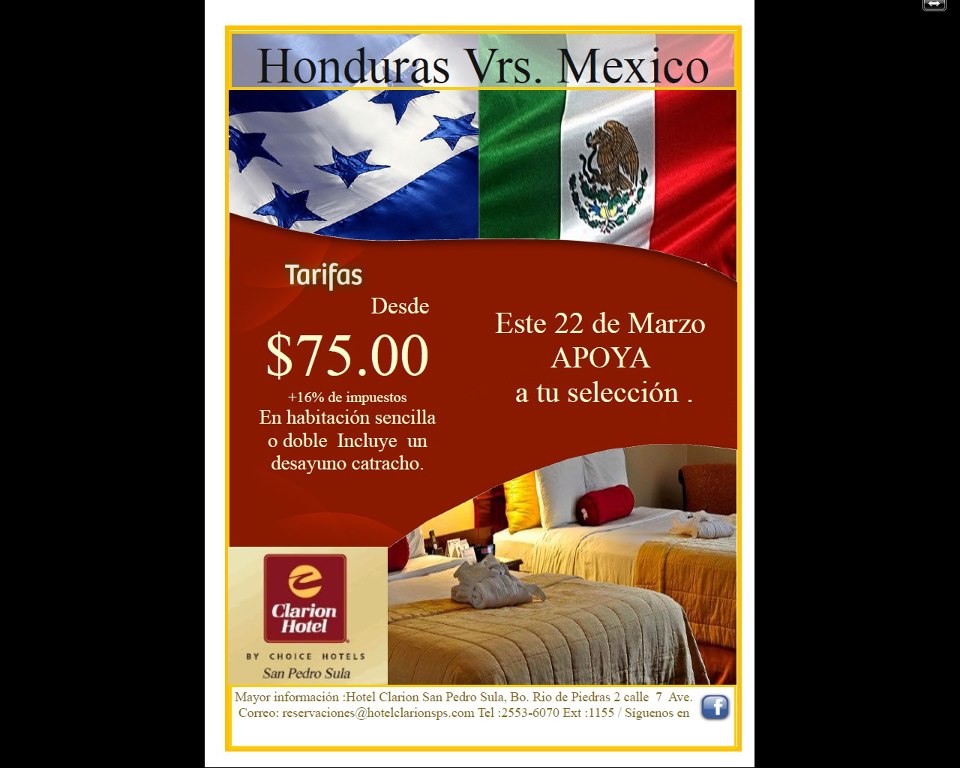 Honduras Vrs. Mexico
Tarifas
Desde
$75.00
+16% de impuestos
En habitación sencilla
o doble Incluye un
desayuno catracho.
Este 22 de Marzo
APOYA
a tu selección .
Clarion
Hotel
BY CHOICE HOTELS
San Pedro Sula
Mayor información :Hotel Clarion San Pedro Sula, Bo. Rio de Piedras 2 calle 7 Ave.
Correo: reservaciones@hotelclarionsps.com Tel :2553-6070 Ext :1155 / Siguenos en
f